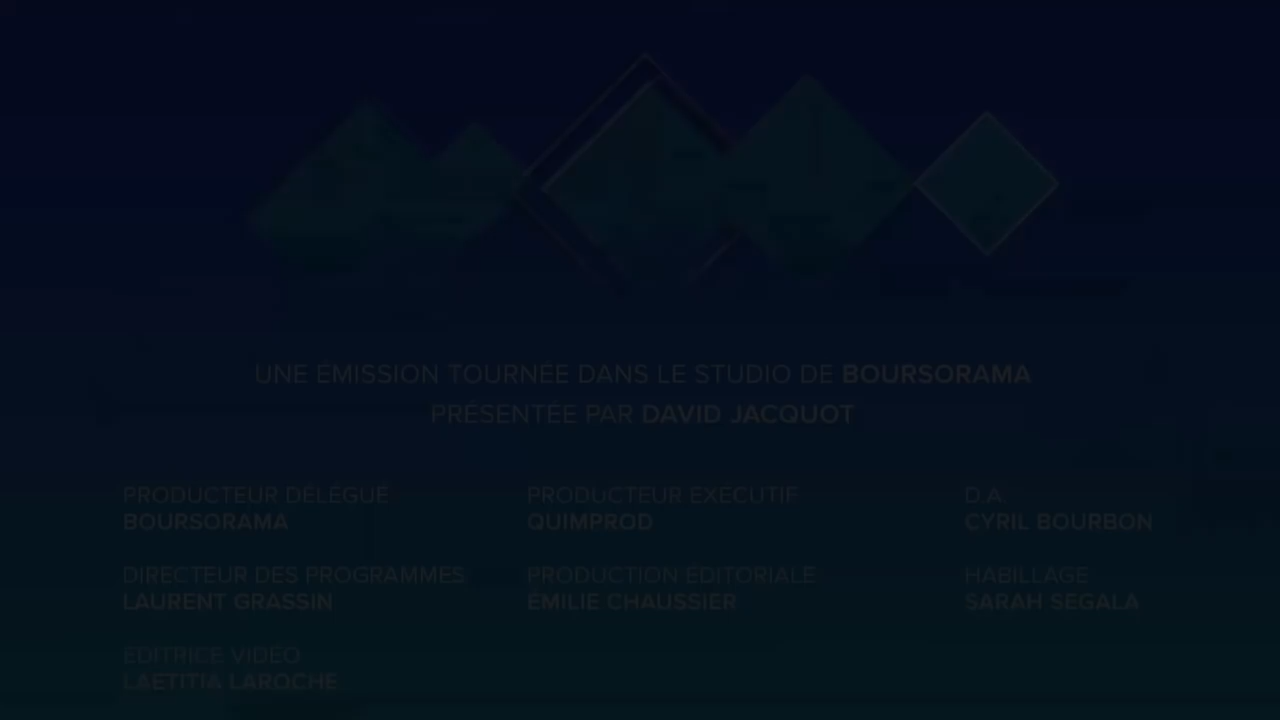 UNE ÉMISSION TOURNÉE DANS LE STUDIO DE BOURSORAMA
PRÉSENTÉE PAR DAVID JACQUOT
PRODUCTEUR DÉLÉGUÉ
BOURSORAMA
DIRECTEUR DES PROGRAMMES
LAURENT GRASSIN
EDITRICE VIDÉO
LAETITIA LAROCHE
PRODUCTEUR EXÉCUTIF
QUIMPROD
PRODUCTION ÉDITORIALE
ÉMILIE CHAUSSIER
D.A.
CYRIL BOURBON
HABILLAGE
SARAH SEGALA